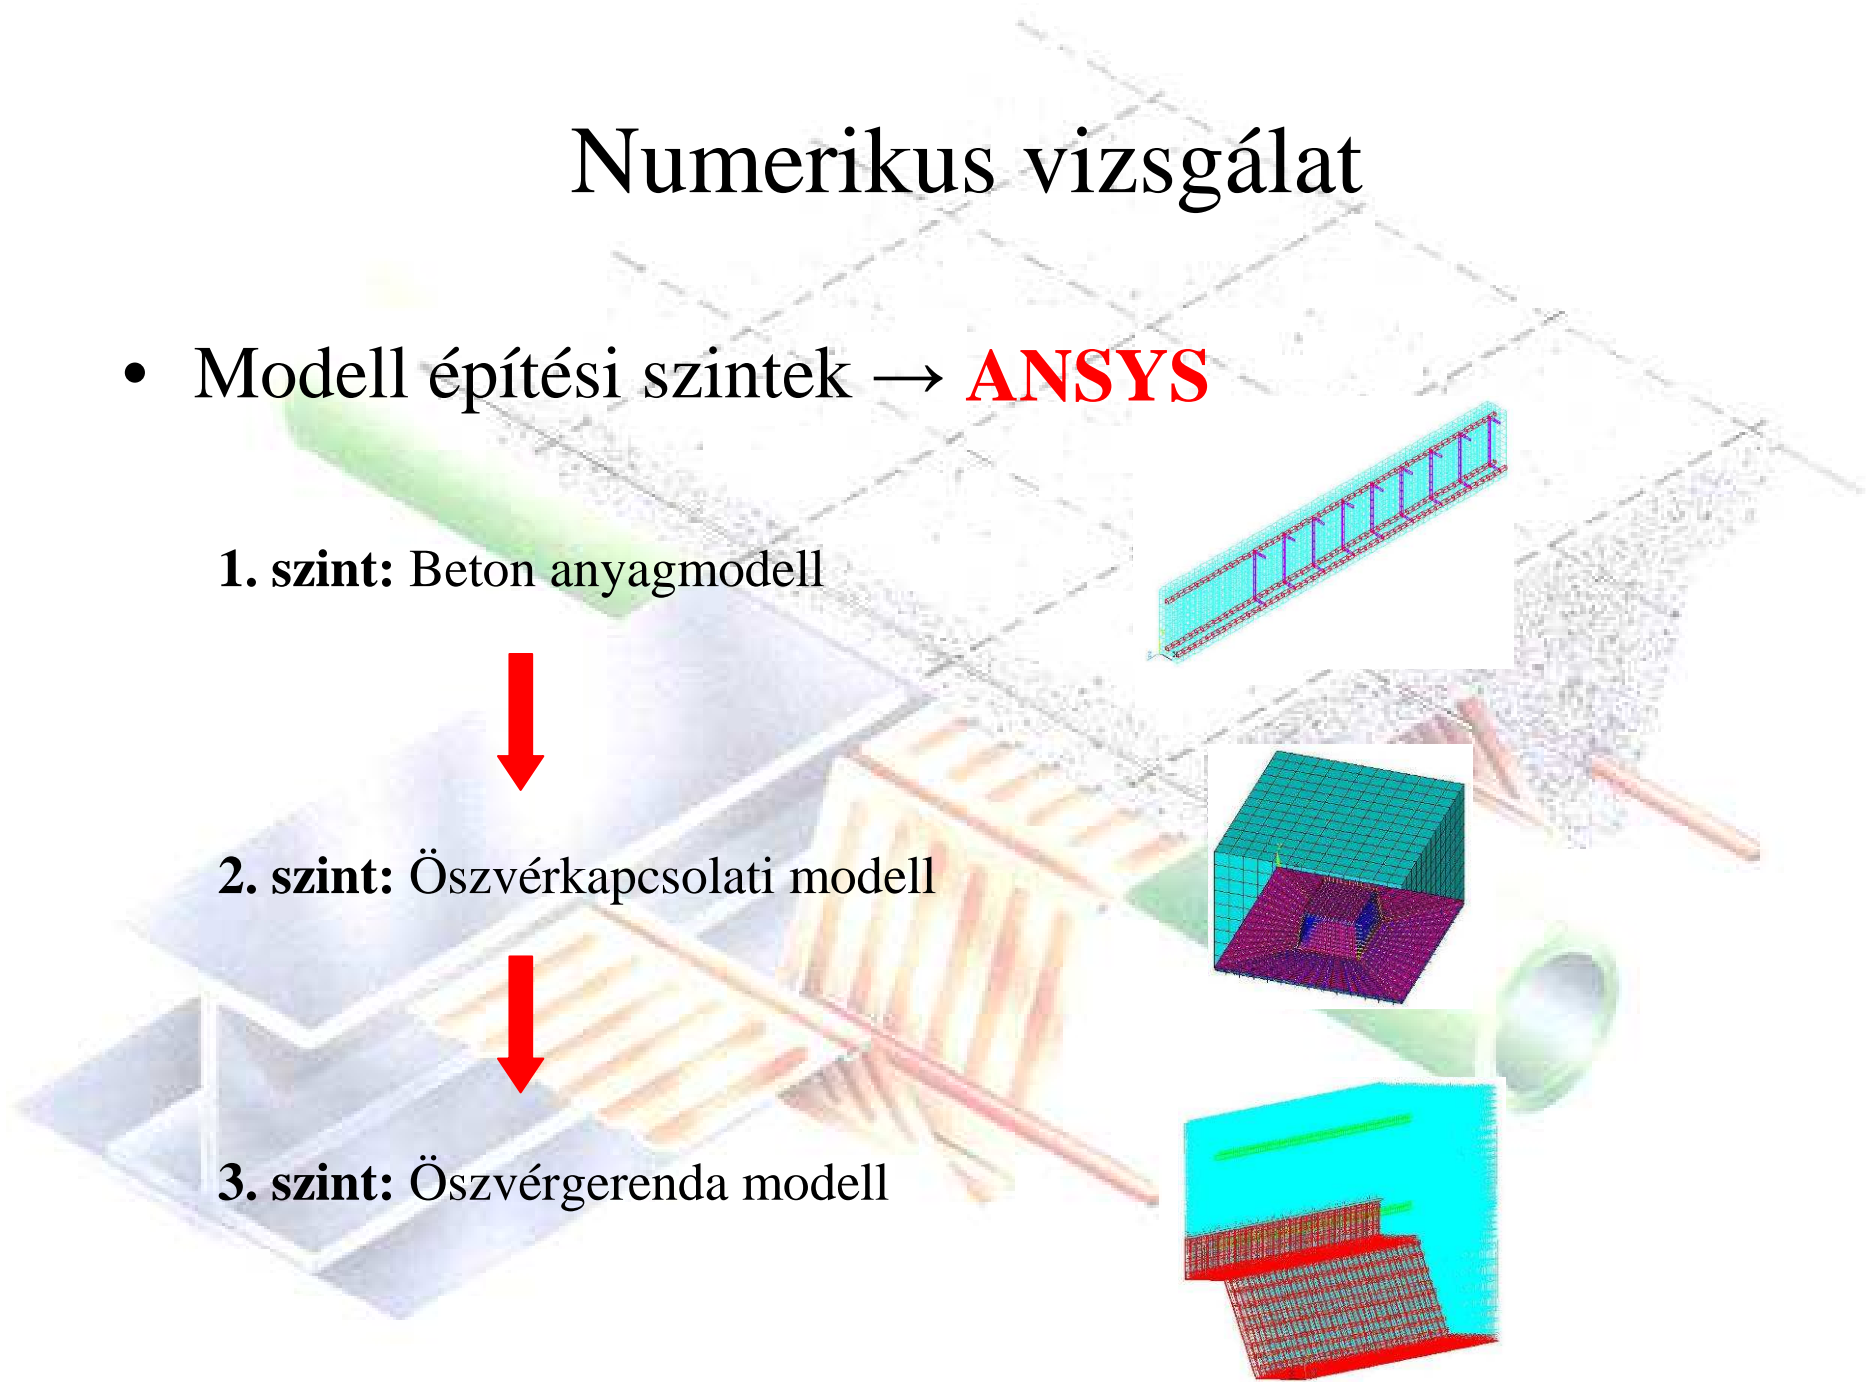 Numerikus vizsgálat
• Modell építési szintek → ANSYS
1. szint: Beton anyagmodell
2. szint: Öszvérkapcsolati modell
3. szint: Öszvérgerenda modell